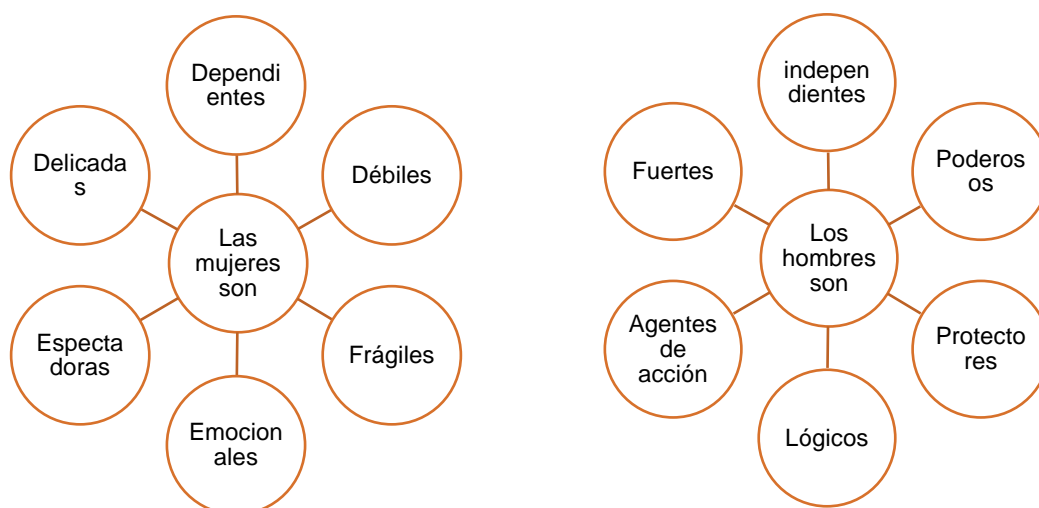 Dependi
entes
Delicada
s
Débiles
Las
mujeres
son
Especta
doras
Frágiles
Emocion
ales
indepen
dientes
Fuertes
Poderos
os
Los
hombres
son
Agentes
de
acción
Protecto
res
Lógicos